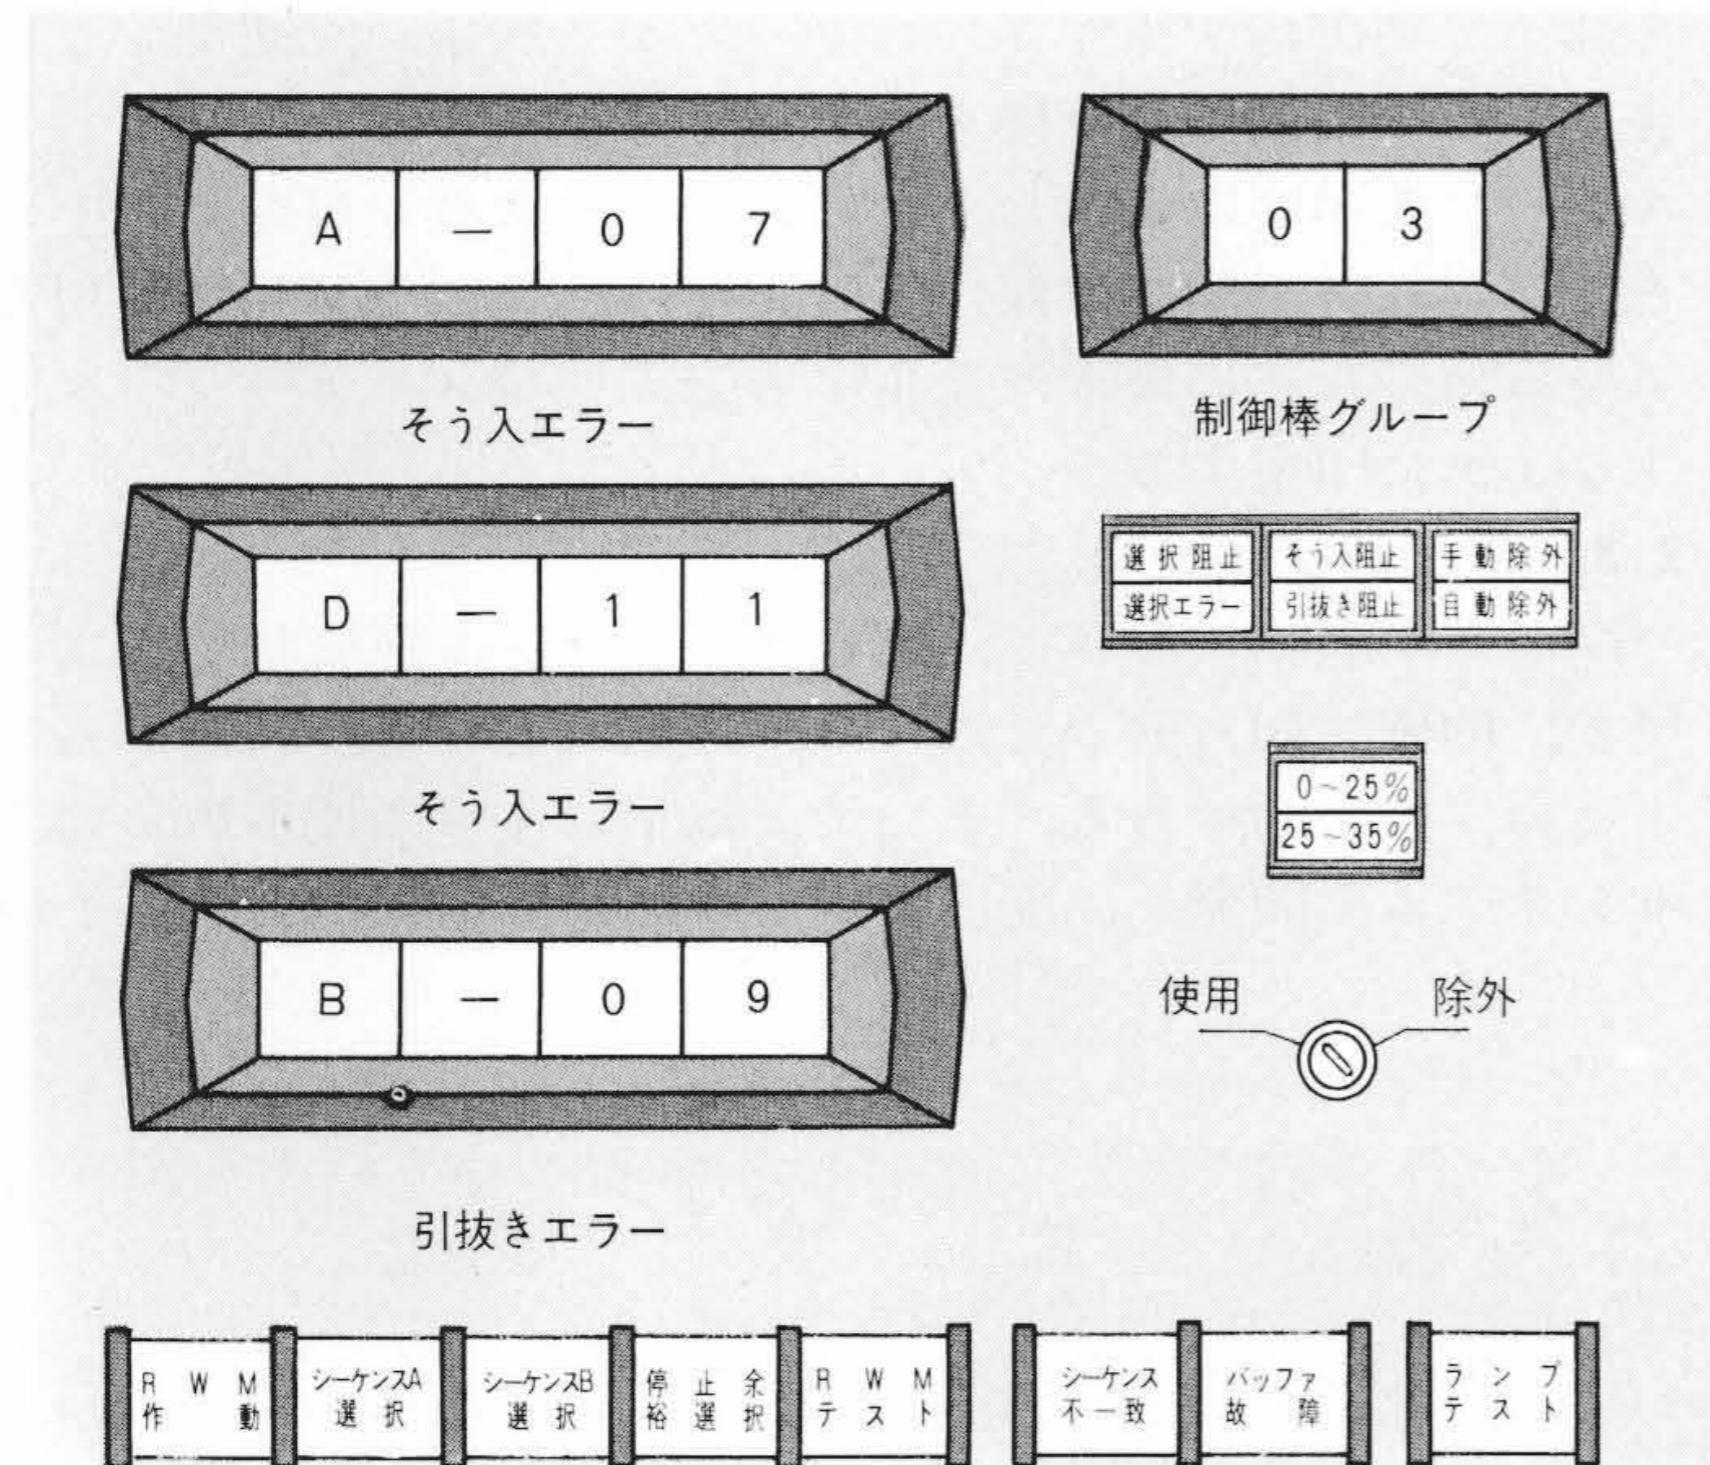 A — 0 7
そう入エラー
D — 1 1
そう入エラー
B — 0 9
引抜きエラー
0 3
制御棒グループ
選択阻止
選択エラー
そう入阻止
引抜き阻止
手動除外
自動除外
0~25%
25~35%
使用
除外
RWM
作動
シーケンスA
選択
シーケンスB
選択
停止余
裕選択
RWM
テスト
シーケンス
不一致
バッファ
故障
ランプ
テスト